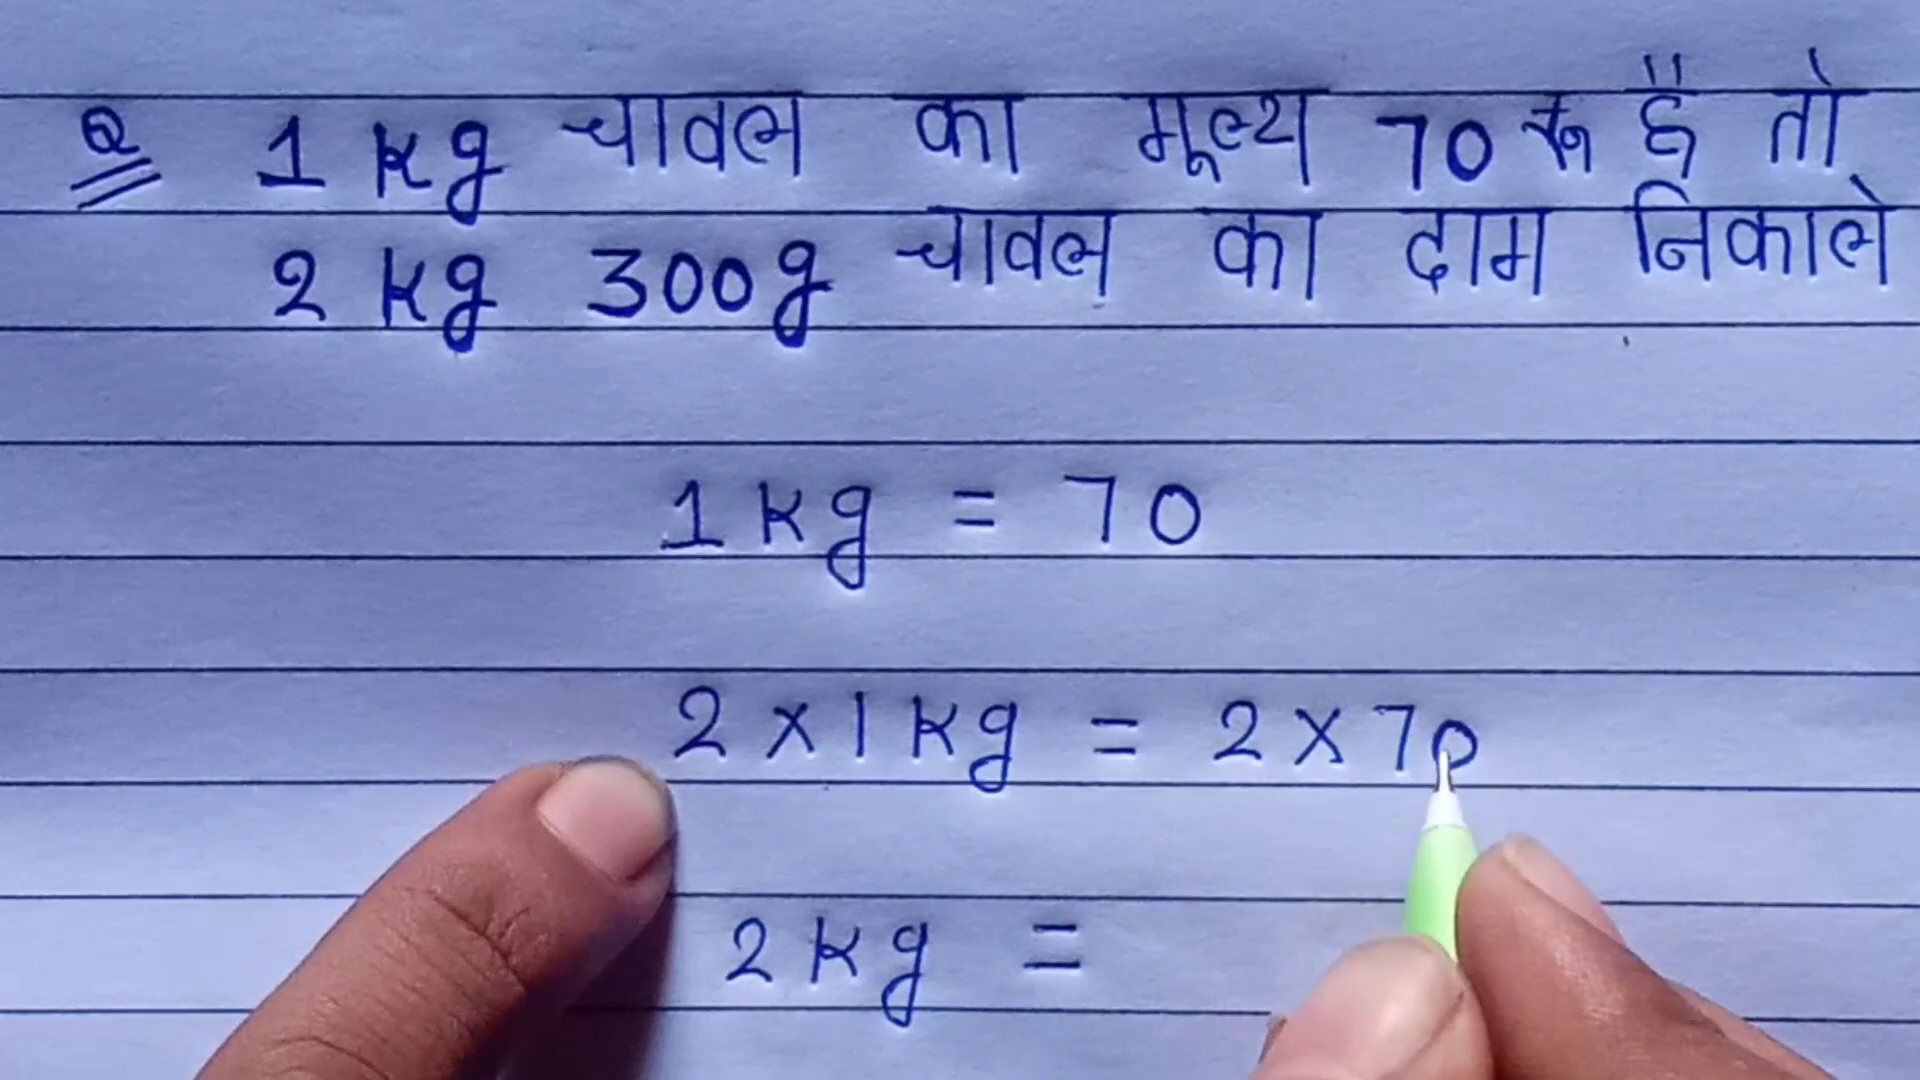 Q 1 kg चावल का मूल्य 70 रू है तो
2 kg 300g चावल का दाम निकाले
1 kg = 70
2 × 1 kg = 2 × 70
2 kg =